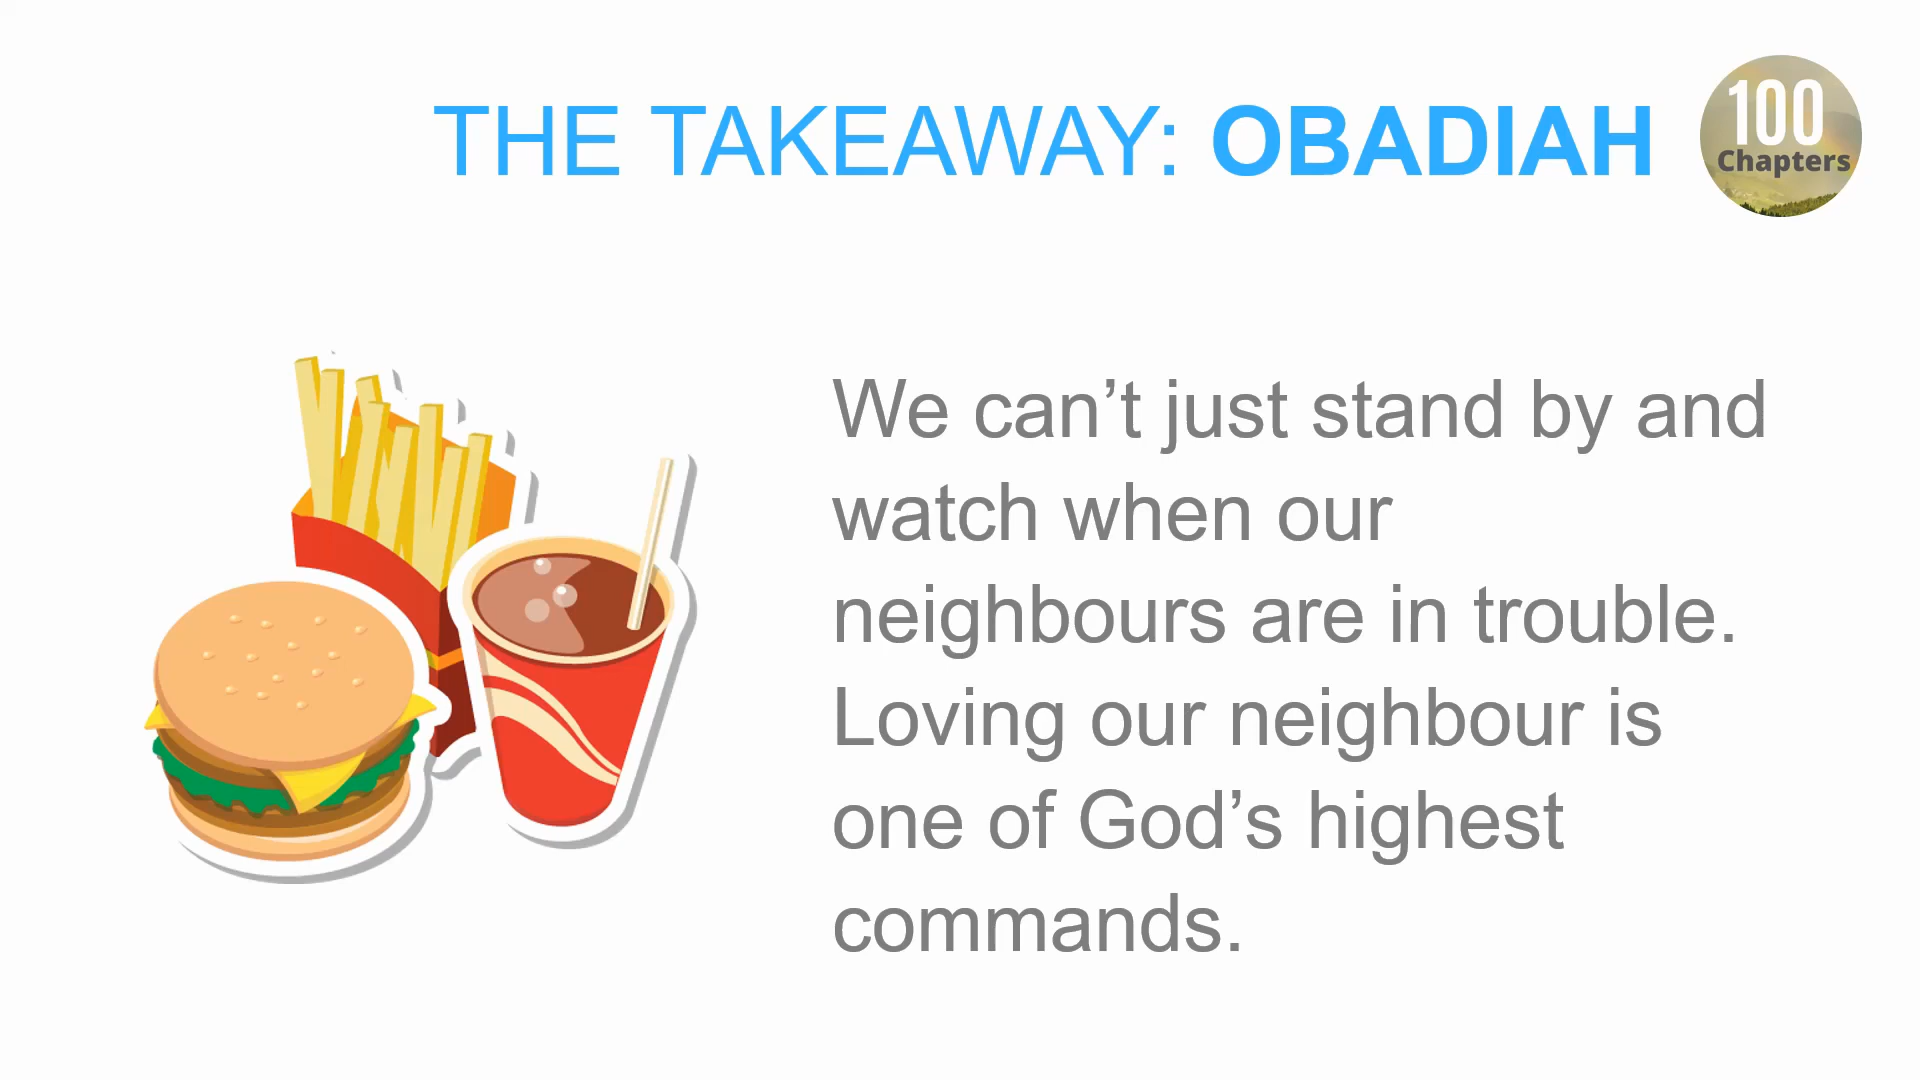 THE TAKEAWAY: OBADIAH
100
Chapters
We can’t just stand by and
watch when our
neighbours are in trouble.
Loving our neighbour is
one of God’s highest
commands.